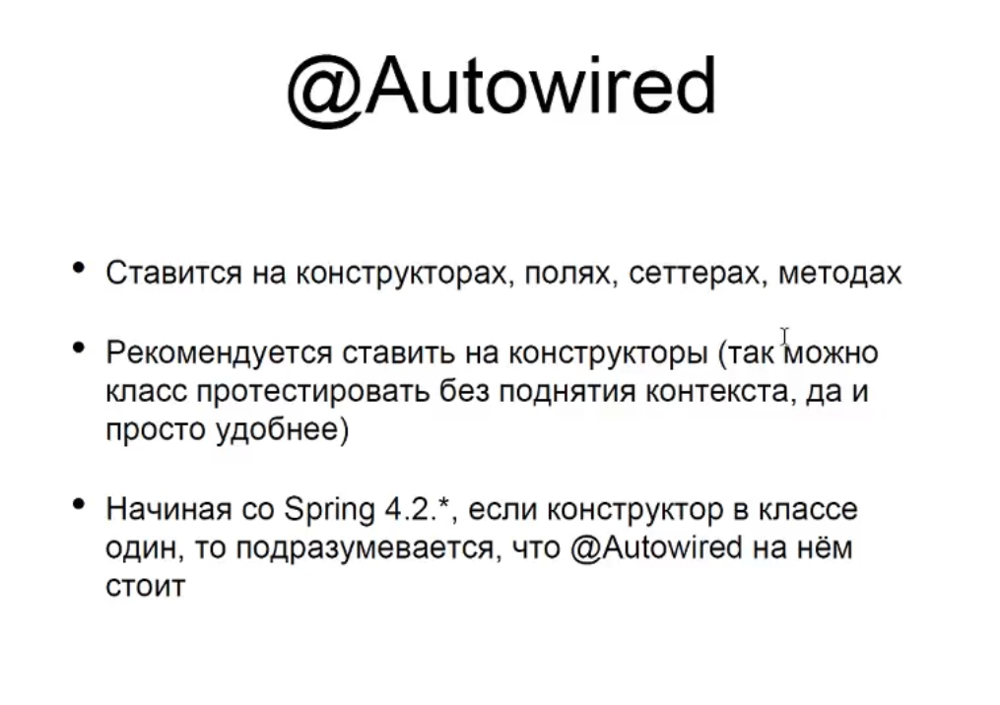 @Autowired
• Ставится на конструкторах, полях, сеттерах, методах
• Рекомендуется ставить на конструкторы (так можно
класс протестировать без поднятия контекста, да и
просто удобнее)
• Начиная со Spring 4.2.*, если конструктор в классе
один, то подразумевается, что @Autowired на нём
стоит